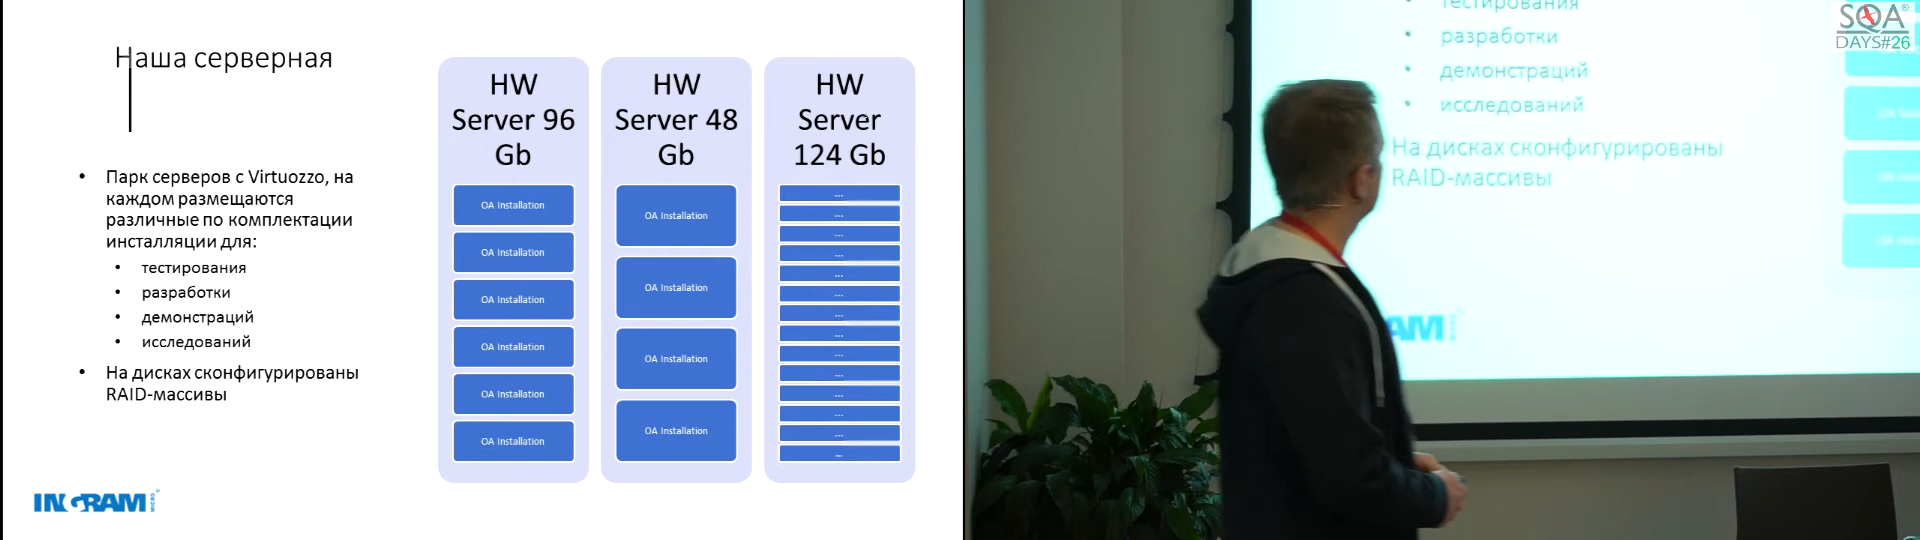 Наша серверная
• Парк серверов с Virtuozzo, на
каждом размещаются
различные по комплектации
инсталляции для:
• тестирования
• разработки
• демонстраций
• исследований
• На дисках сконфигурированы
RAID-массивы
INGRAM
MICRO
HW
Server 96
Gb
OA Installation
OA Installation
OA Installation
OA Installation
OA Installation
OA Installation
HW
Server 48
Gb
OA Installation
OA Installation
OA Installation
OA Installation
HW
Server
124 Gb
...
...
...
...
...
...
...
...
...
...
...
...
...
...
тестирования
• разработки
• демонстраций
• исследований
На дисках сконфигурированы
RAID-массивы
AM
SQA®
DAYS#26